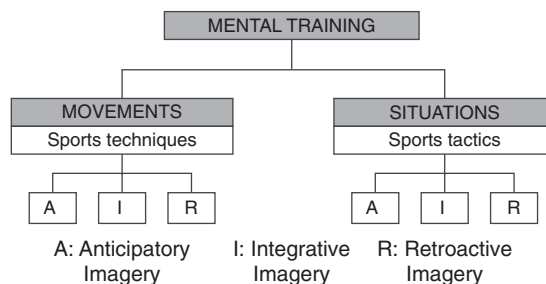 MENTAL TRAINING
MOVEMENTS
Sports techniques
SITUATIONS
Sports tactics
A
I
R
A
I
R
A: Anticipatory
Imagery
I: Integrative
Imagery
R: Retroactive
Imagery